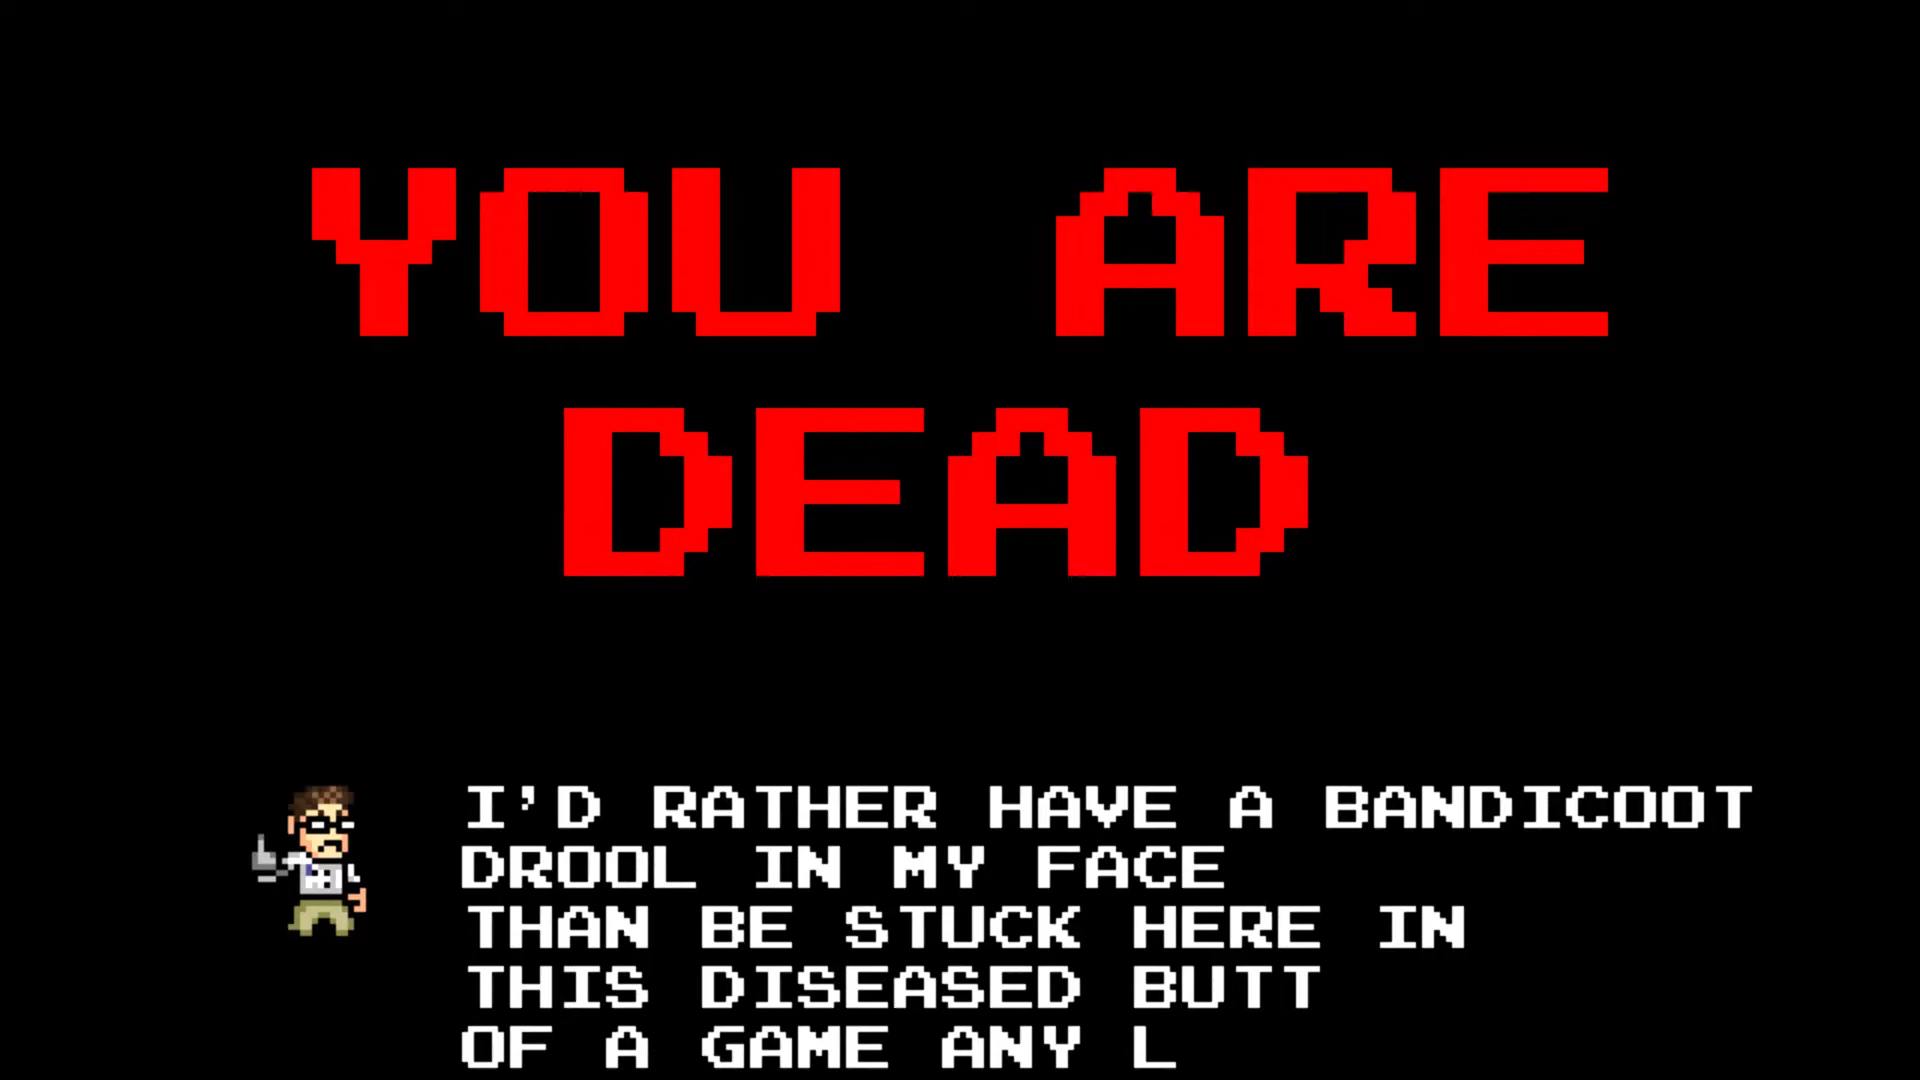 YOU ARE
DEAD
I'D RATHER HAVE A BANDICOOT
DROOL IN MY FACE
THAN BE STUCK HERE IN
THIS DISEASED BUTT
OF A GAME ANY L